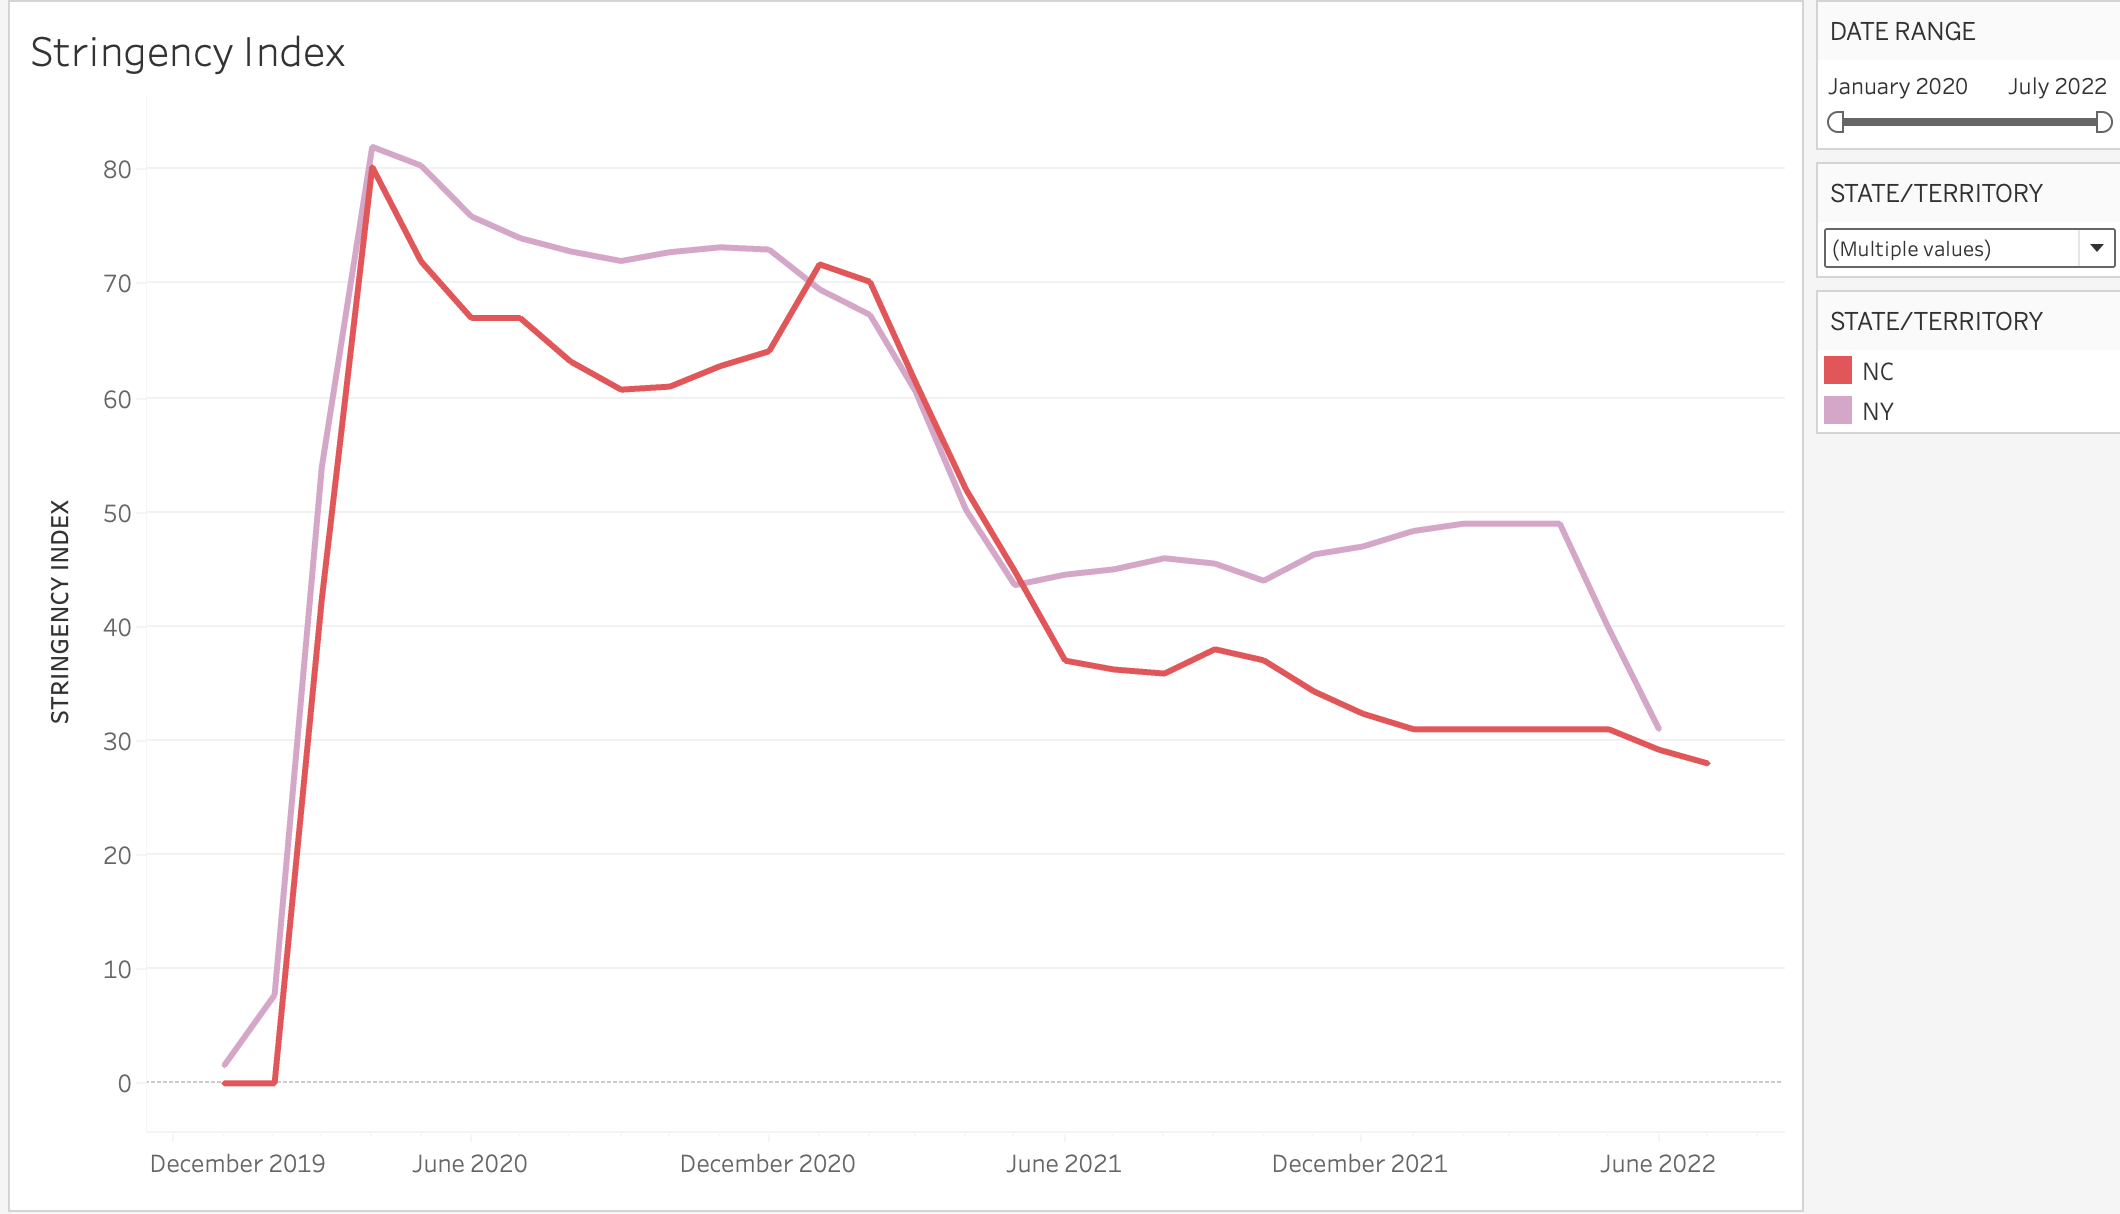 Stringency Index
80
70
60
50
40
30
20
10
0
STRINGENCY INDEX
December 2019 June 2020 December 2020 June 2021 December 2021 June 2022
DATE RANGE
January 2020 July 2022
STATE/TERRITORY
(Multiple values)
STATE/TERRITORY
NC
NY